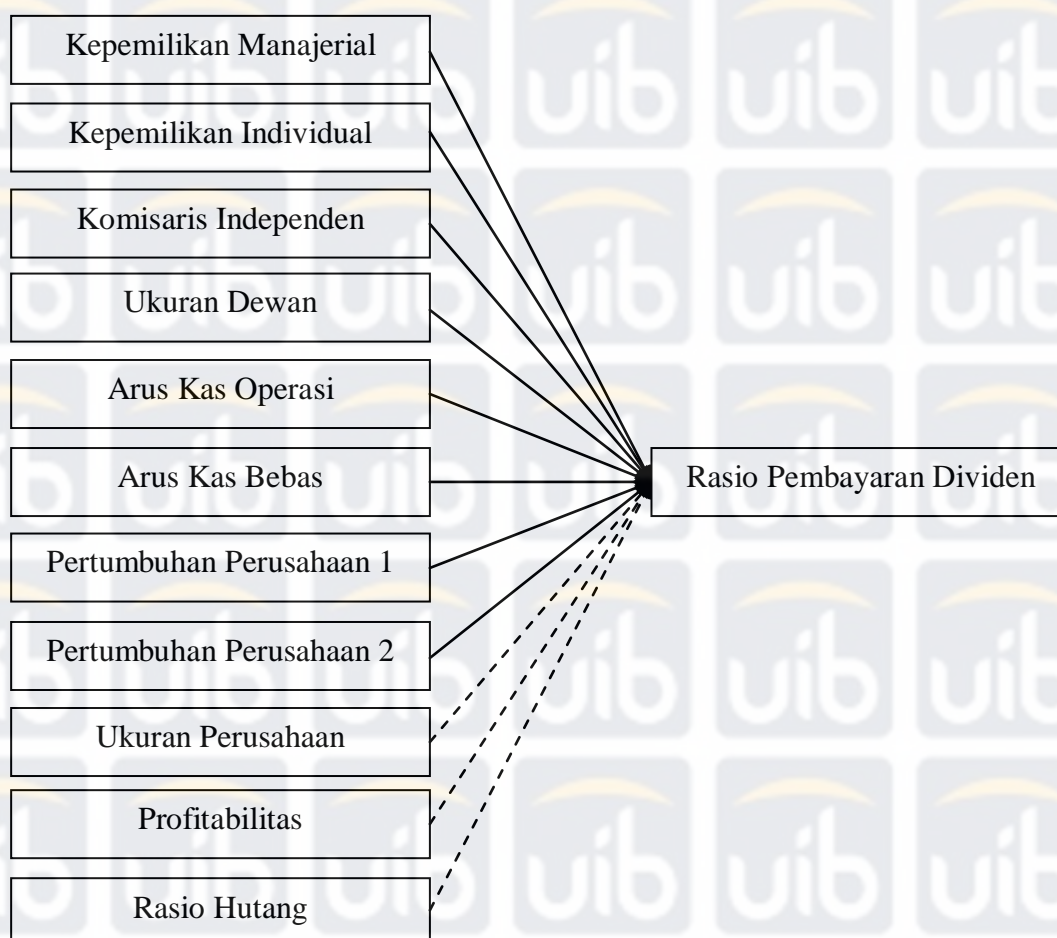 Kepemilikan Manajerial
Kepemilikan Individual
Komisaris Independen
Ukuran Dewan
Arus Kas Operasi
Arus Kas Bebas
Rasio Pembayaran Dividen
Pertumbuhan Perusahaan 1
Pertumbuhan Perusahaan 2
Ukuran Perusahaan
Profitabilitas
Rasio Hutang